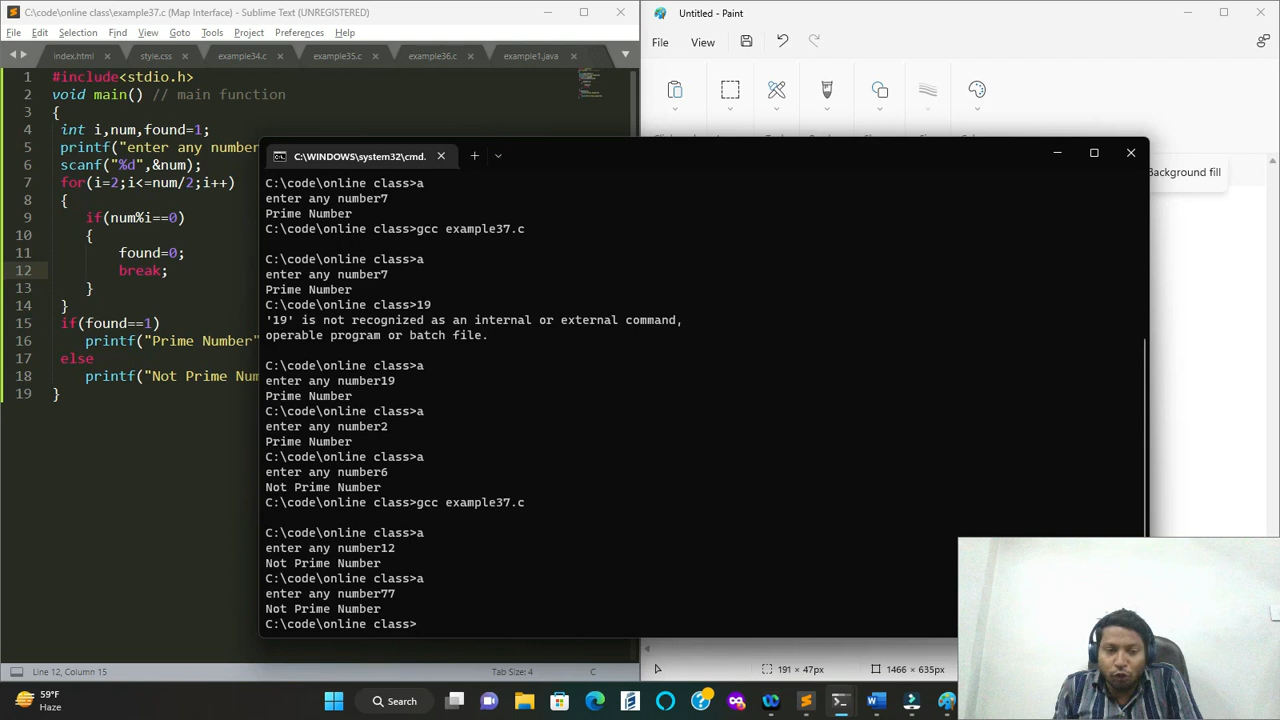 C:\code\online class\example37.c (Map Interface) - Sublime Text (UNREGISTERED)
File Edit Selection Find View Goto Tools Project Preferences Help
index.html style.css example34.c example35.c example36.c example1.java
1 #include<stdio.h>
2 void main() // main function
3 {
4 int i,num,found=1;
5 printf("enter any number
6 scanf("%d",&num);
7 for(i=2;i<=num/2;i++)
8 {
9 if(num%i==0)
10 {
11 found=0;
12 break;
13 }
14 }
15 if(found==1)
16 printf("Prime Number"
17 else
18 printf("Not Prime Num
19 }
Line 12, Column 15 Tab Size: 4 C
Untitled - Paint
File View
Background fill
191 × 47px 1466 × 635px
C:\WINDOWS\system32\cmd.
C:\code\online class>a
enter any number7
Prime Number
C:\code\online class>gcc example37.c
C:\code\online class>a
enter any number7
Prime Number
C:\code\online class>19
'19' is not recognized as an internal or external command,
operable program or batch file.
C:\code\online class>a
enter any number19
Prime Number
C:\code\online class>a
enter any number2
Prime Number
C:\code\online class>a
enter any number6
Not Prime Number
C:\code\online class>gcc example37.c
C:\code\online class>a
enter any number12
Not Prime Number
C:\code\online class>a
enter any number77
Not Prime Number
C:\code\online class>
59°F
Haze
Search